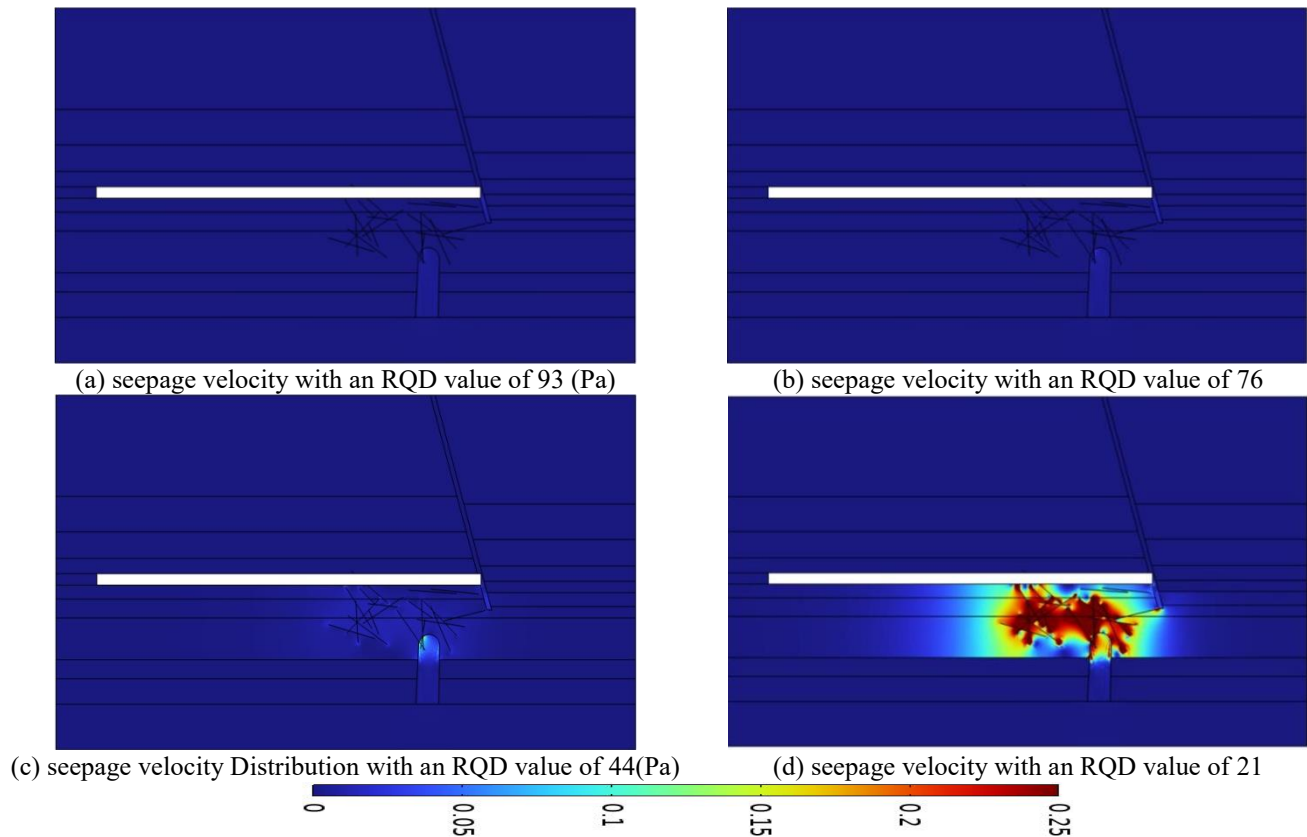 (a) seepage velocity with an RQD value of 93 (Pa)
(b) seepage velocity with an RQD value of 76
(c) seepage velocity Distribution with an RQD value of 44(Pa)
(d) seepage velocity with an RQD value of 21
0 0.05 0.1 0.15 0.2 0.25